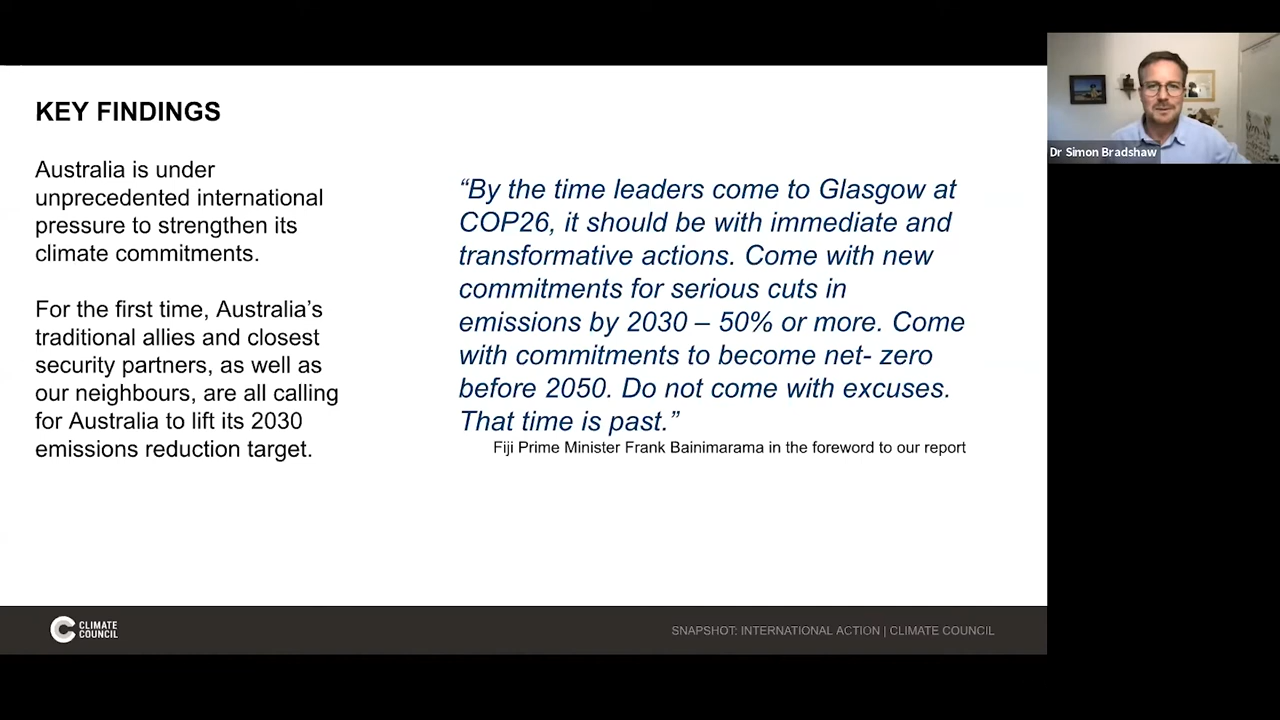 KEY FINDINGS
Australia is under
unprecedented international
pressure to strengthen its
climate commitments.
For the first time, Australia’s
traditional allies and closest
security partners, as well as
our neighbours, are all calling
for Australia to lift its 2030
emissions reduction target.
“By the time leaders come to Glasgow at
COP26, it should be with immediate and
transformative actions. Come with new
commitments for serious cuts in
emissions by 2030 – 50% or more. Come
with commitments to become net- zero
before 2050. Do not come with excuses.
That time is past.”
Fiji Prime Minister Frank Bainimarama in the foreword to our report
Dr Simon Bradshaw
CLIMATE
COUNCIL
SNAPSHOT: INTERNATIONAL ACTION | CLIMATE COUNCIL